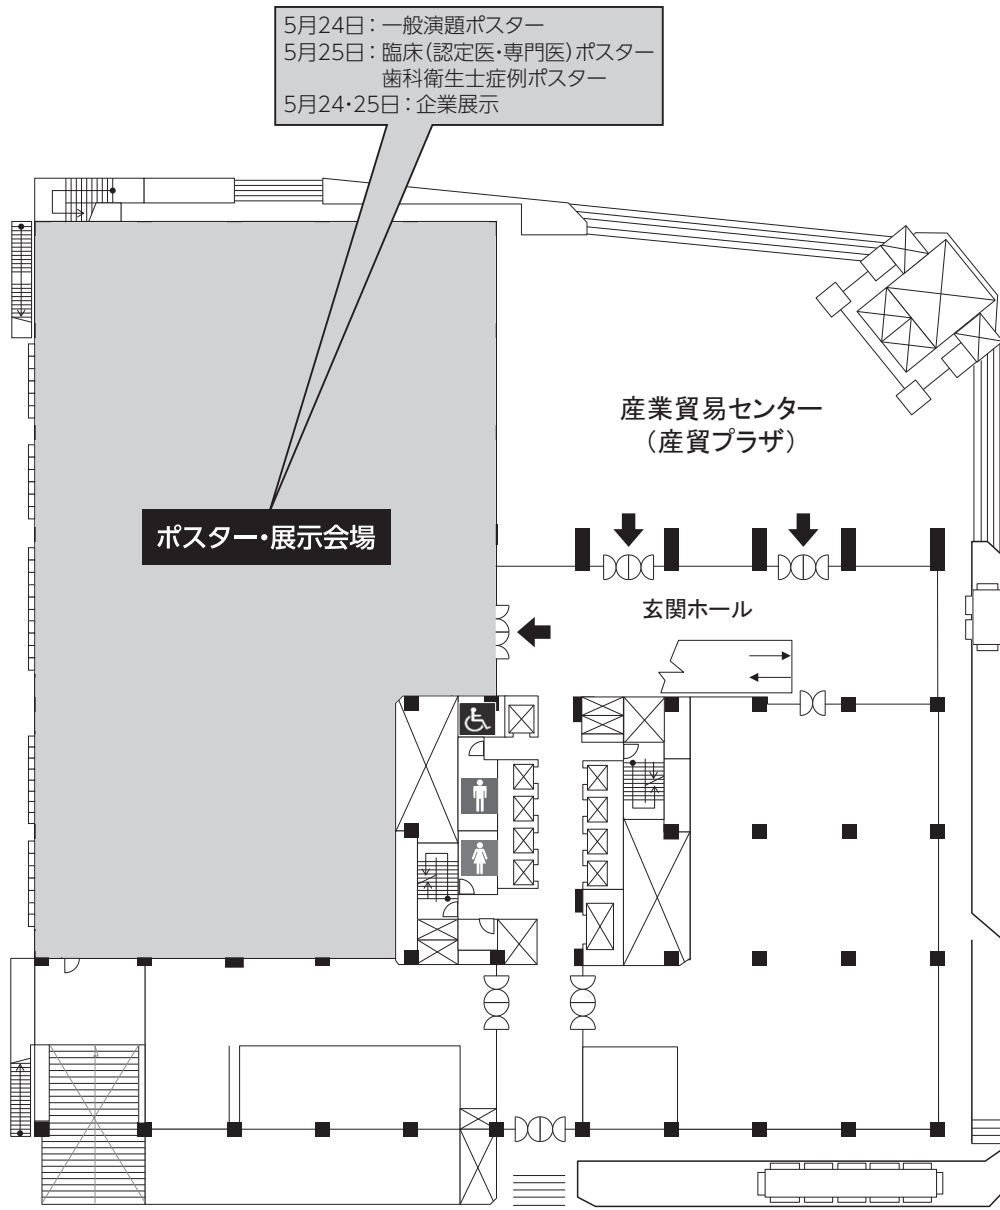 5月24日：一般演題ポスター
5月25日：臨床（認定医・専門医）ポスター
歯科衛生士症例ポスター
5月24・25日：企業展示
産業貿易センター
（産貿プラザ）
ポスター・展示会場
玄関ホール